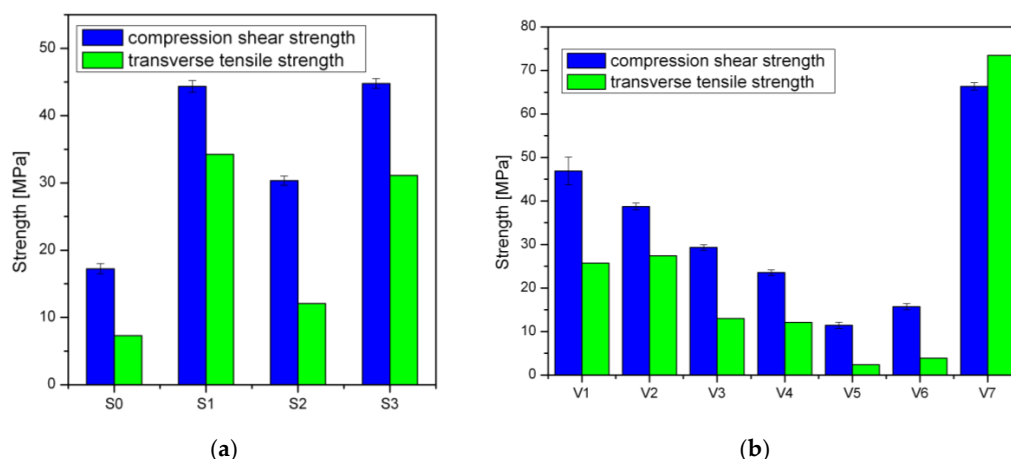 compression shear strength
transverse tensile strength
Strength [MPa]
50
40
30
20
10
0
S0 S1 S2 S3
(a)
compression shear strength
transverse tensile strength
Strength [MPa]
80
70
60
50
40
30
20
10
0
V1 V2 V3 V4 V5 V6 V7
(b)